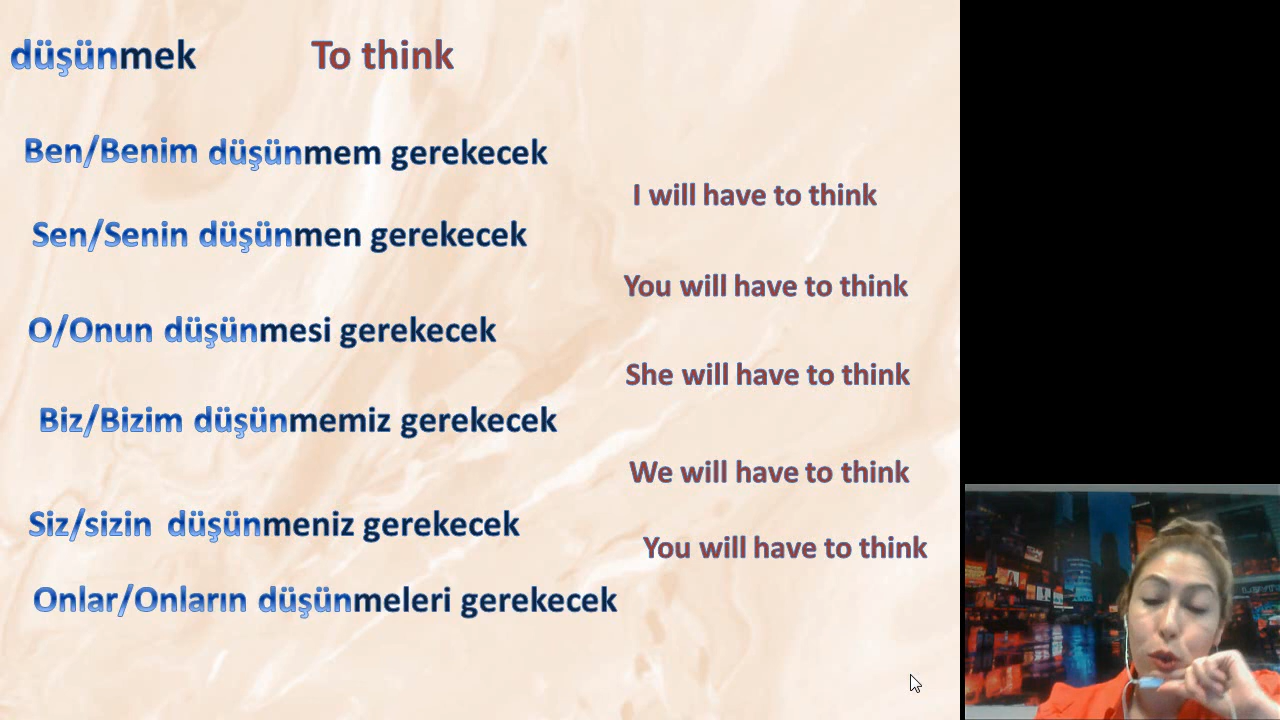 düşünmek To think
Ben/Benim düşünmem gerekecek
I will have to think
Sen/Senin düşünmen gerekecek
You will have to think
O/Onun düşünmesi gerekecek
She will have to think
Biz/Bizim düşünmemiz gerekecek
We will have to think
Siz/sizin düşünmeniz gerekecek
You will have to think
Onlar/Onların düşünmeleri gerekecek